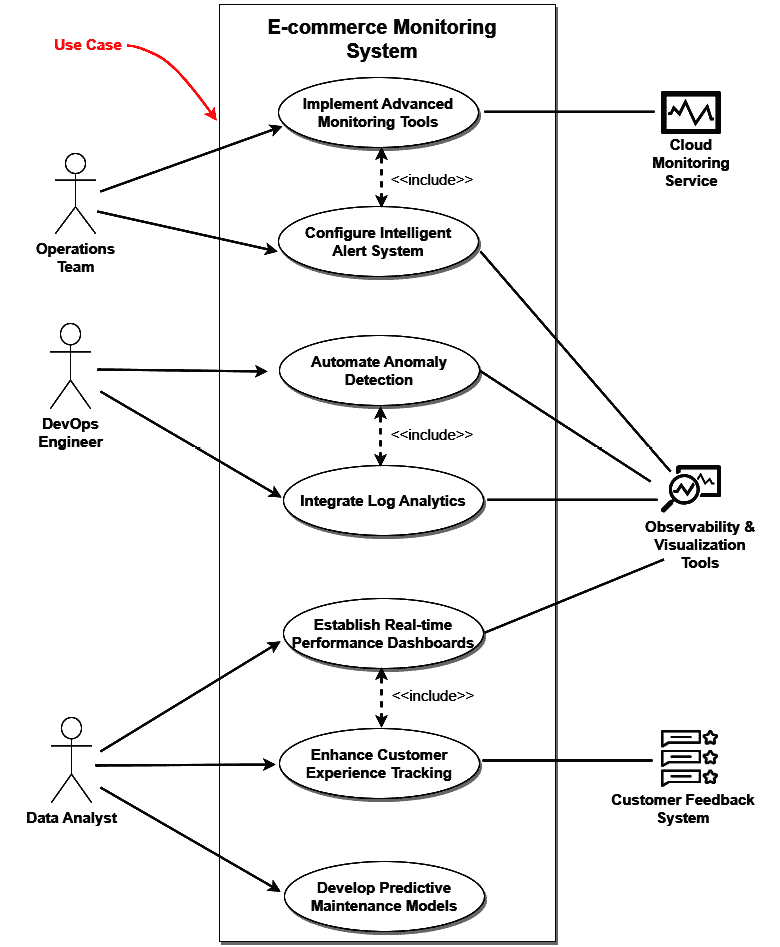 E-commerce Monitoring
System
Use Case
Implement Advanced
Monitoring Tools
Cloud
Monitoring
Service
<<include>>
Operations
Team
Configure Intelligent
Alert System
Automate Anomaly
Detection
DevOps
Engineer
<<include>>
Integrate Log Analytics
Observability &
Visualization
Tools
Establish Real-time
Performance Dashboards
<<include>>
Data Analyst
Enhance Customer
Experience Tracking
Customer Feedback
System
Develop Predictive
Maintenance Models